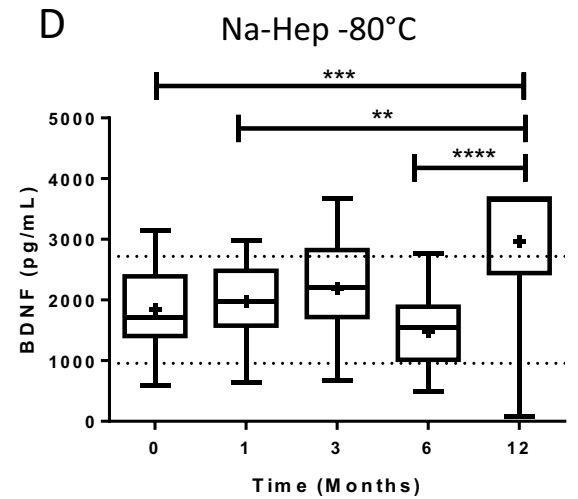 D
Na-Hep -80°C
***
**
****
5000
4000
3000
2000
1000
0
BDNF (pg/mL)
0 1 3 6 12
Time (Months)